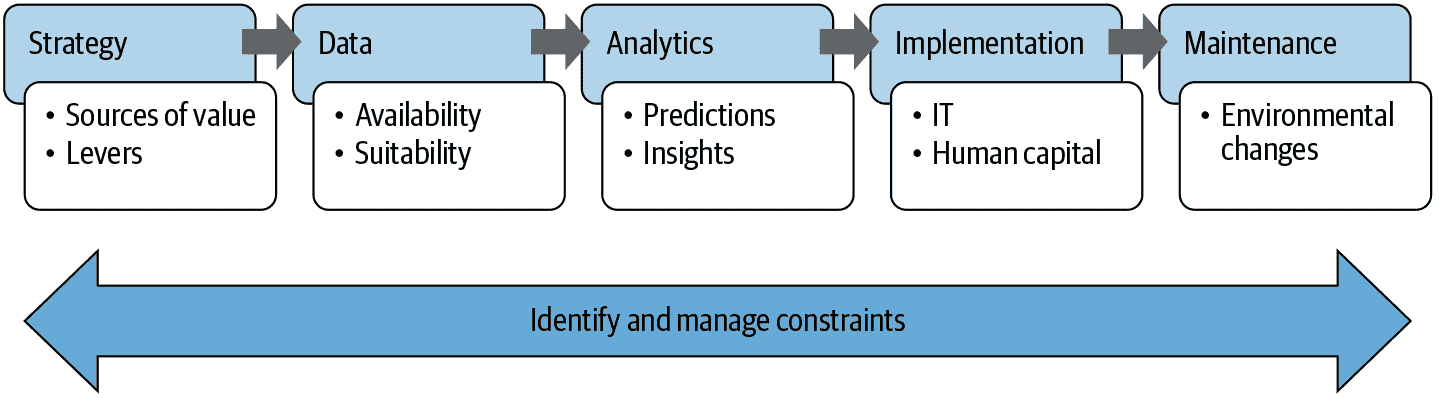 Strategy
• Sources of value
• Levers
Data
• Availability
• Suitability
Analytics
• Predictions
• Insights
Implementation
• IT
• Human capital
Maintenance
• Environmental
changes
Identify and manage constraints